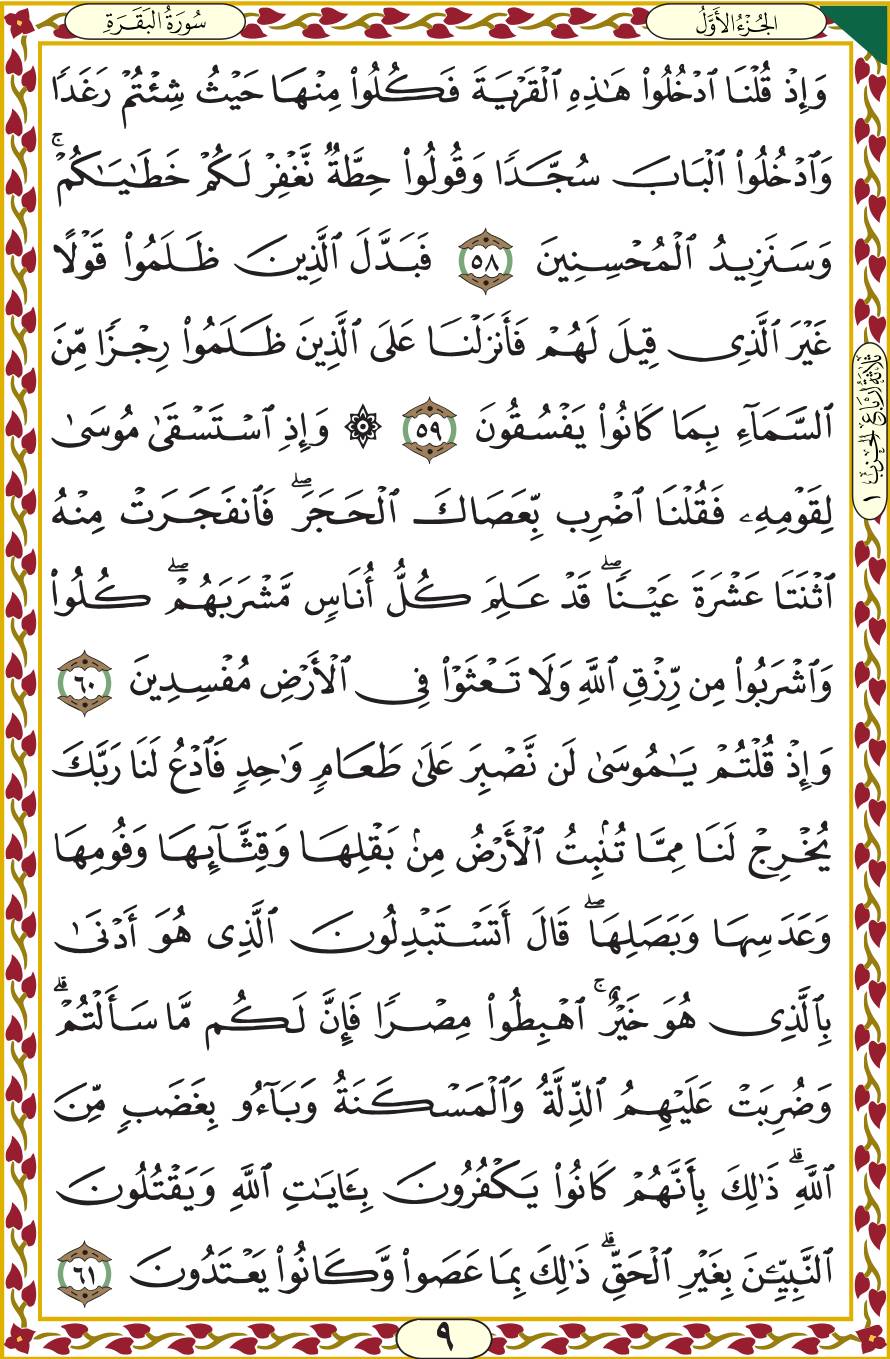 سُورَةُ البَقَرَةِ
الجُزْءُ الأَوَّلُ
وَإِذْ قُلْنَا ٱدْخُلُوا۟ هَـٰذِهِ ٱلْقَرْيَةَ فَكُلُوا۟ مِنْهَا حَيْثُ شِئْتُمْ رَغَدًا
وَٱدْخُلُوا۟ ٱلْبَابَ سُجَّدًا وَقُولُوا۟ حِطَّةٌ نَّغْفِرْ لَكُمْ خَطَـٰيَـٰكُمْ ۚ
وَسَنَزِيدُ ٱلْمُحْسِنِينَ ٥٨ فَبَدَّلَ ٱلَّذِينَ ظَلَمُوا۟ قَوْلًا
غَيْرَ ٱلَّذِى قِيلَ لَهُمْ فَأَنزَلْنَا عَلَى ٱلَّذِينَ ظَلَمُوا۟ رِجْزًا مِّنَ
ٱلسَّمَآءِ بِمَا كَانُوا۟ يَفْسُقُونَ ٥٩ ۞ وَإِذِ ٱسْتَسْقَىٰ مُوسَىٰ
لِقَوْمِهِۦ فَقُلْنَا ٱضْرِب بِّعَصَاكَ ٱلْحَجَرَ ۖ فَٱنفَجَرَتْ مِنْهُ
ٱثْنَتَا عَشْرَةَ عَيْنًا ۖ قَدْ عَلِمَ كُلُّ أُنَاسٍ مَّشْرَبَهُمْ ۖ كُلُوا۟
وَٱشْرَبُوا۟ مِن رِّزْقِ ٱللَّهِ وَلَا تَعْثَوْا۟ فِى ٱلْأَرْضِ مُفْسِدِينَ ٦٠
وَإِذْ قُلْتُمْ يَـٰمُوسَىٰ لَن نَّصْبِرَ عَلَىٰ طَعَامٍ وَٰحِدٍ فَٱدْعُ لَنَا رَبَّكَ
يُخْرِجْ لَنَا مِمَّا تُنۢبِتُ ٱلْأَرْضُ مِنۢ بَقْلِهَا وَقِثَّآئِهَا وَفُومِهَا
وَعَدَسِهَا وَبَصَلِهَا ۖ قَالَ أَتَسْتَبْدِلُونَ ٱلَّذِى هُوَ أَدْنَىٰ
بِٱلَّذِى هُوَ خَيْرٌ ۚ ٱهْبِطُوا۟ مِصْرًا فَإِنَّ لَكُم مَّا سَأَلْتُمْ ۗ
وَضُرِبَتْ عَلَيْهِمُ ٱلذِّلَّةُ وَٱلْمَسْكَنَةُ وَبَآءُو بِغَضَبٍ مِّنَ
ٱللَّهِ ۗ ذَٰلِكَ بِأَنَّهُمْ كَانُوا۟ يَكْفُرُونَ بِـَٔايَـٰتِ ٱللَّهِ وَيَقْتُلُونَ
ٱلنَّبِيِّـۧنَ بِغَيْرِ ٱلْحَقِّ ۗ ذَٰلِكَ بِمَا عَصَوا۟ وَّكَانُوا۟ يَعْتَدُونَ ٦١
ثَلَاثَةُ أَرْبَاعِ الحِزْبِ ١
٩